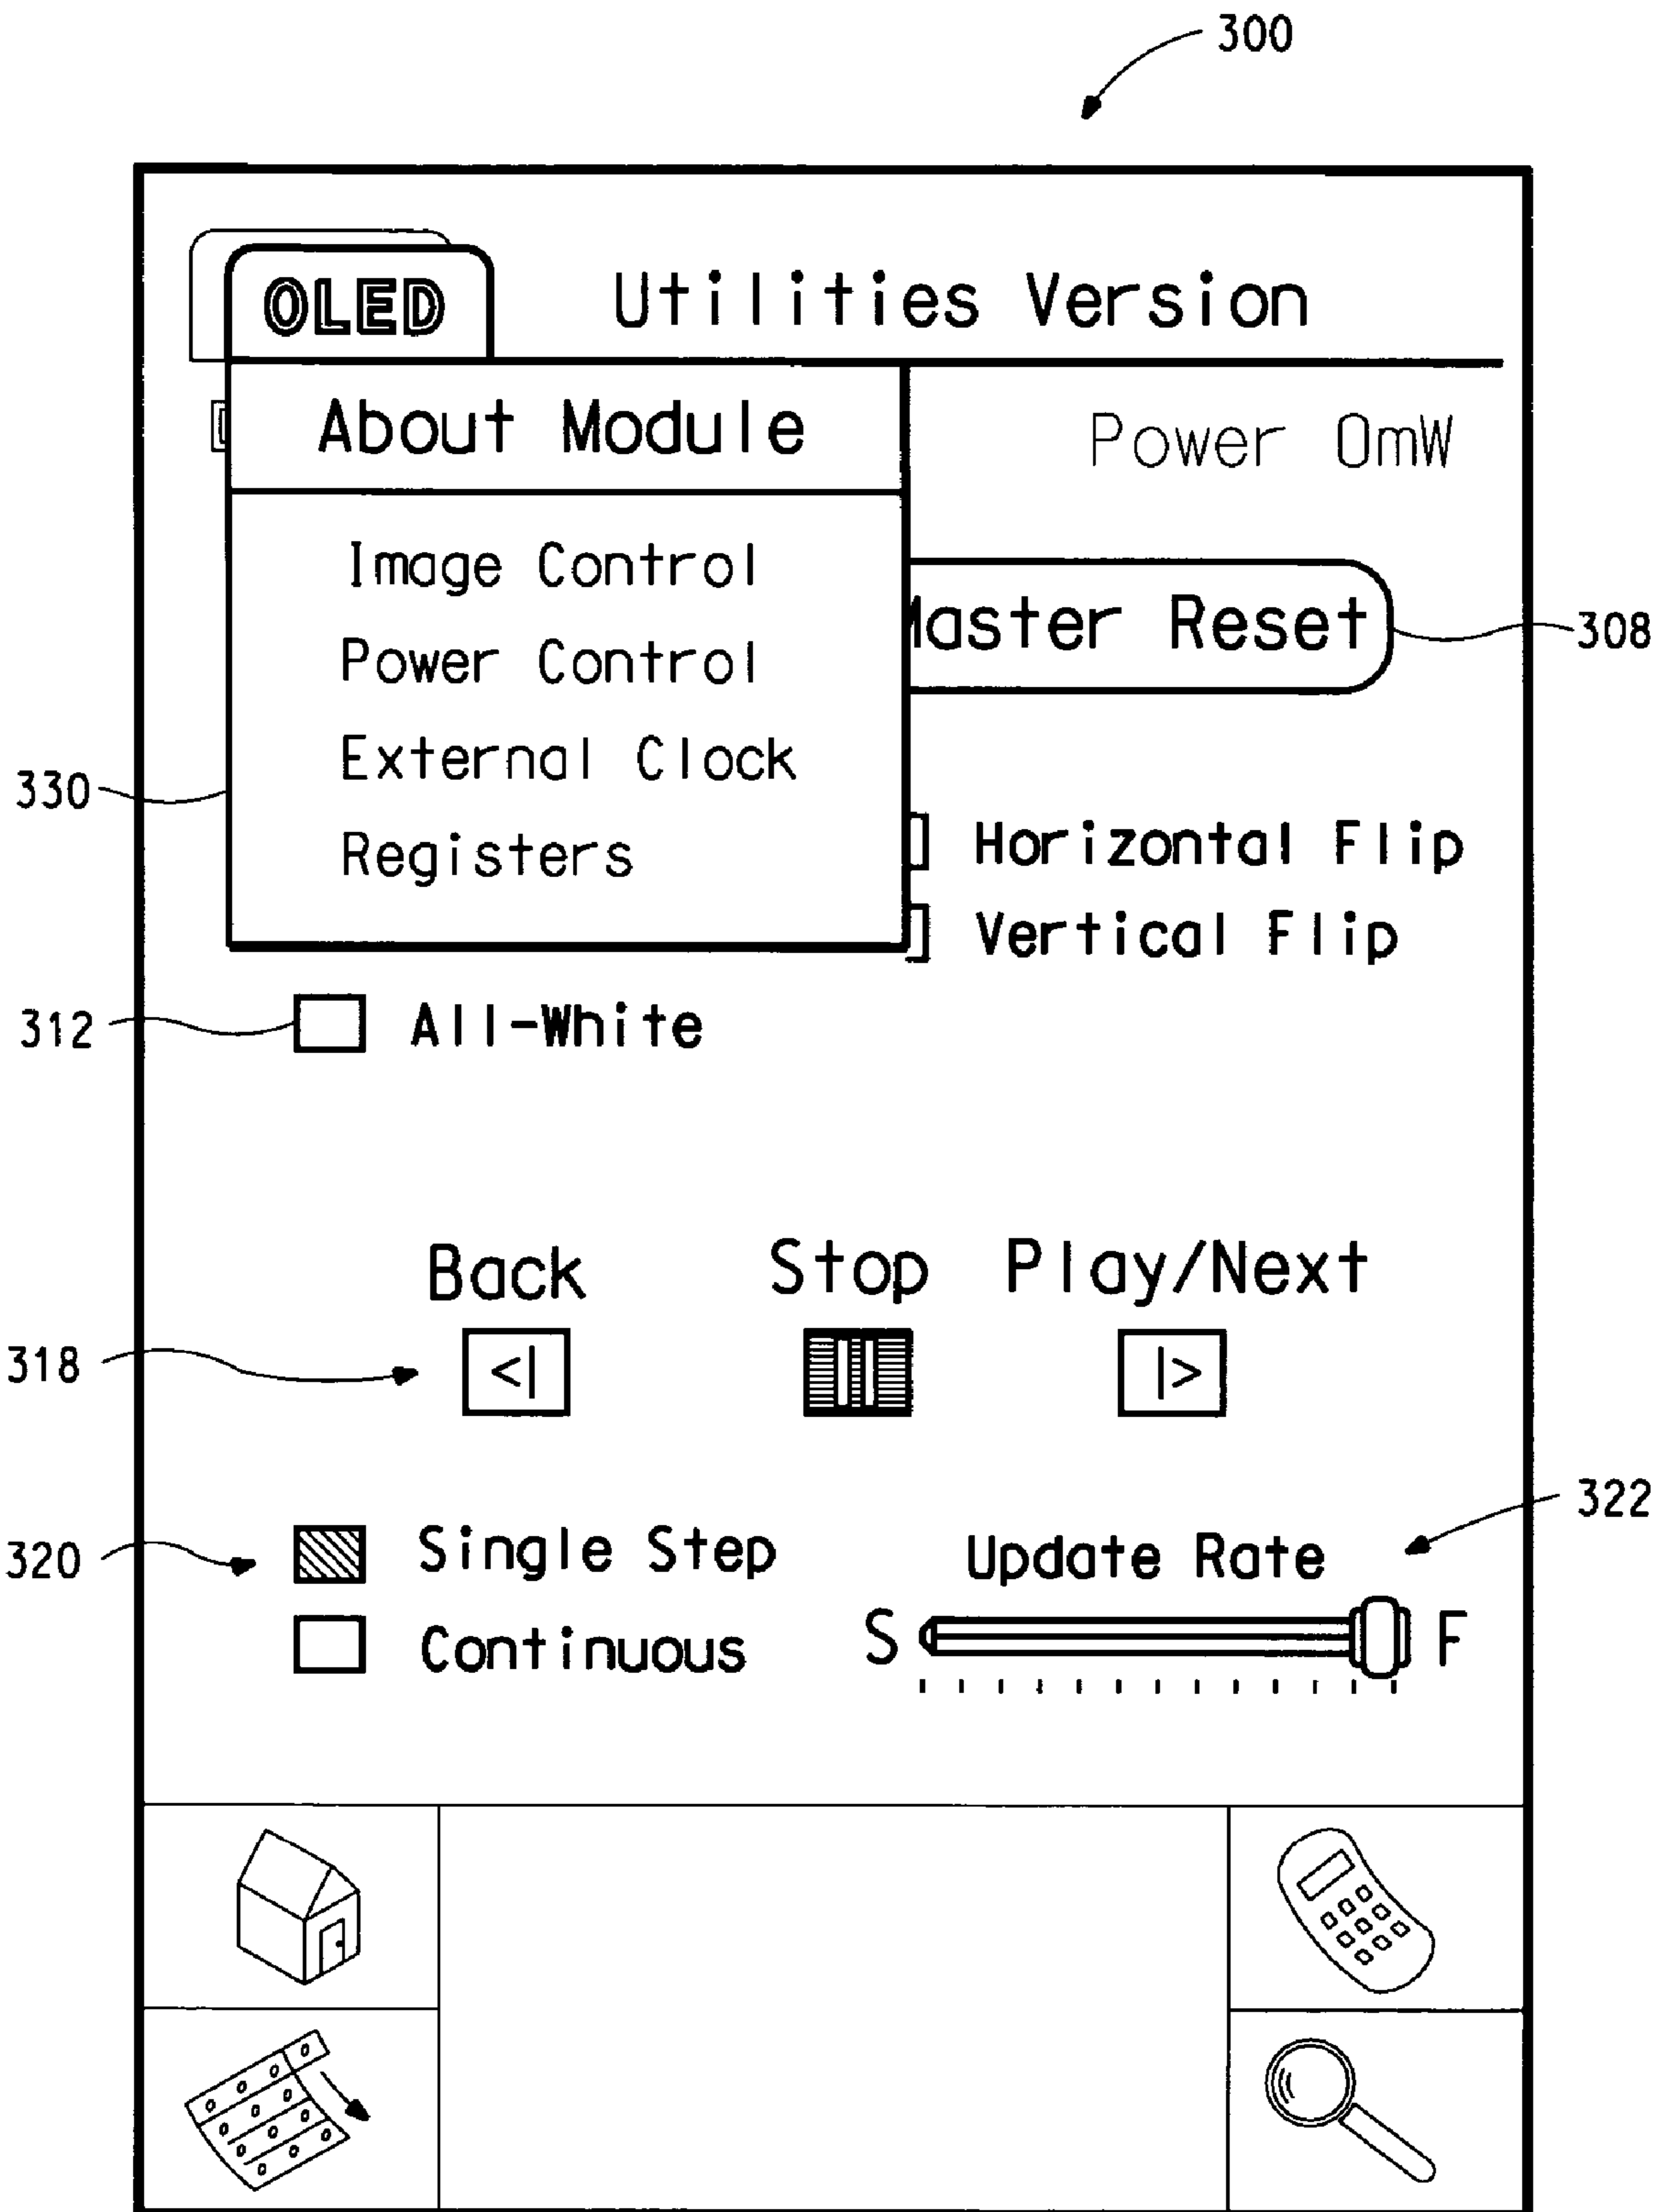 300
OLED Utilities Version
About Module
Power 0mW
Image Control
Master Reset 308
Power Control
External Clock
330
Registers
Horizontal Flip
Vertical Flip
312 All-White
Back Stop Play/Next
318 <| |>
322
320 Single Step Update Rate
Continuous S F